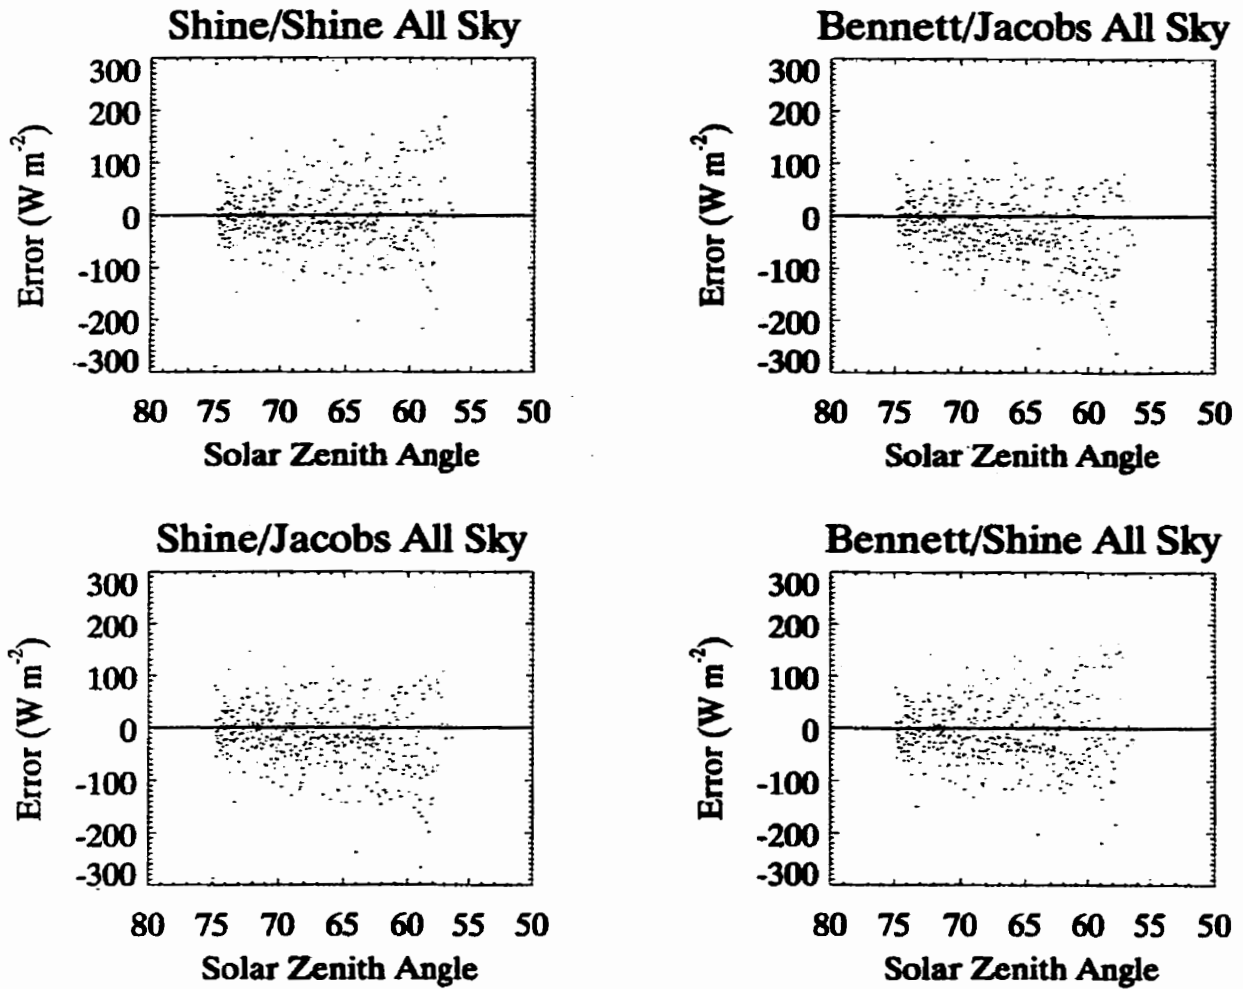 Shine/Shine All Sky
300
200
100
0
-100
-200
-300
Error (W m-2)
80 75 70 65 60 55 50
Solar Zenith Angle
Bennett/Jacobs All Sky
300
200
100
0
-100
-200
-300
Error (W m-2)
80 75 70 65 60 55 50
Solar Zenith Angle
Shine/Jacobs All Sky
300
200
100
0
-100
-200
-300
Error (W m-2)
80 75 70 65 60 55 50
Solar Zenith Angle
Bennett/Shine All Sky
300
200
100
0
-100
-200
-300
Error (W m-2)
80 75 70 65 60 55 50
Solar Zenith Angle